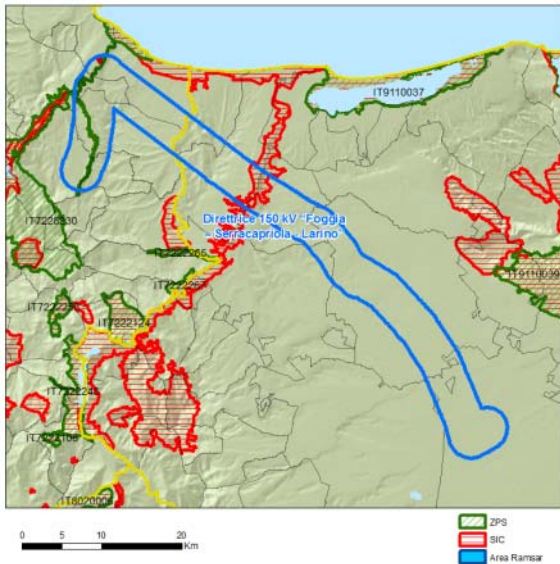 IT9110037
IT7228230
Direttrice 150 kV "Foggia
- Serracapriola - Larino"
IT9110039
IT7222124
0 5 10 20
Km
ZPS
SIC
Area Ramsar